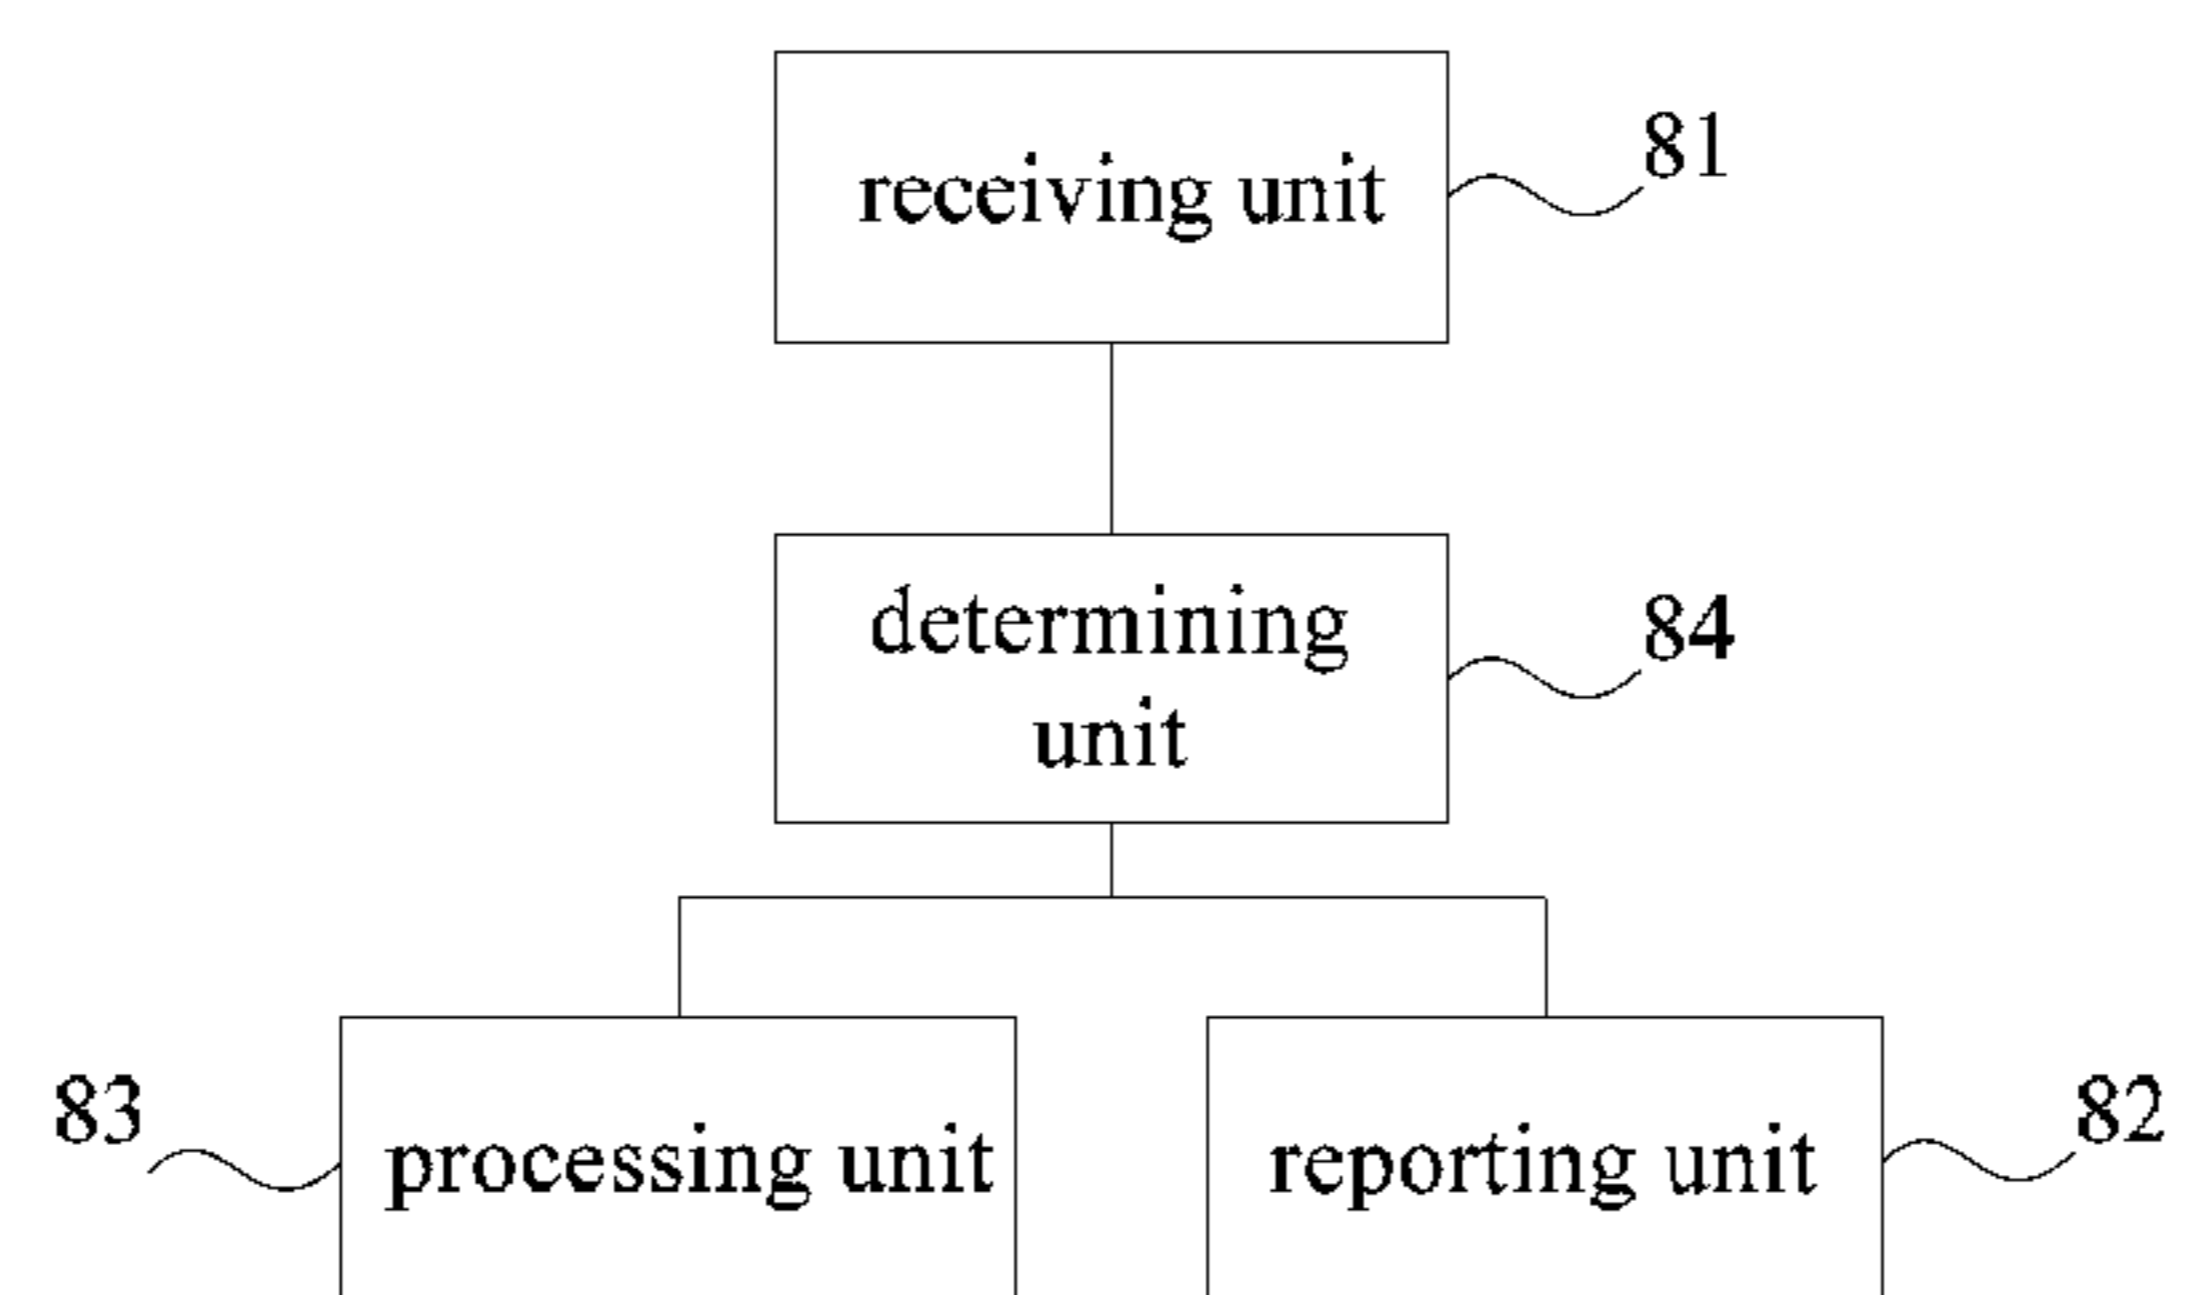 receiving unit
81
determining
unit
84
83
processing unit
reporting unit
82